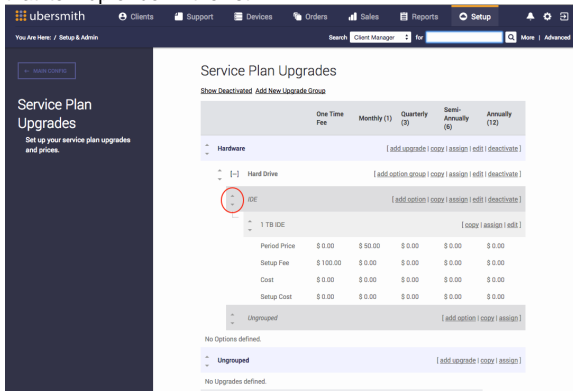 ubersmith Clients Support Devices Orders Sales Reports Setup
You Are Here: / Setup & Admin Search Client Manager for More | Advanced
MAIN CONFIG
Service Plan Upgrades
Set up your service plan upgrades and prices.
Service Plan Upgrades
Show Deactivated Add New Upgrade Group
One Time Fee Monthly (1) Quarterly (3) Semi-Annually (6) Annually (12)
Hardware [ add upgrade | copy | assign | edit | deactivate ]
[–] Hard Drive [ add option group | copy | assign | edit | deactivate ]
IDE [ add option | copy | assign | edit | deactivate ]
1 TB IDE [ copy | assign | edit ]
Period Price $ 0.00 $ 50.00 $ 0.00 $ 0.00 $ 0.00
Setup Fee $ 100.00 $ 0.00 $ 0.00 $ 0.00 $ 0.00
Cost $ 0.00 $ 0.00 $ 0.00 $ 0.00 $ 0.00
Setup Cost $ 0.00 $ 0.00 $ 0.00 $ 0.00 $ 0.00
Ungrouped [ add option | copy | assign ]
No Options defined.
Ungrouped [ add upgrade | copy | assign ]
No Upgrades defined.